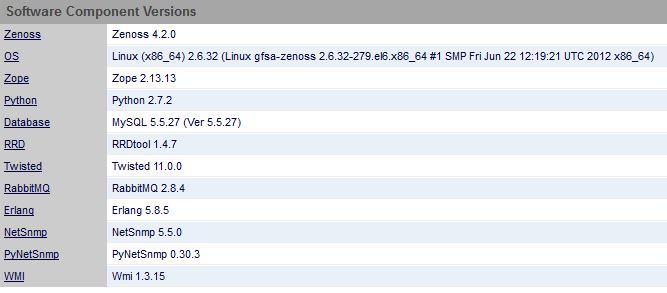 Software Component Versions
Zenoss Zenoss 4.2.0
OS Linux (x86_64) 2.6.32 (Linux gfsa-zenoss 2.6.32-279.el6.x86_64 #1 SMP Fri Jun 22 12:19:21 UTC 2012 x86_64)
Zope Zope 2.13.13
Python Python 2.7.2
Database MySQL 5.5.27 (Ver 5.5.27)
RRD RRDtool 1.4.7
Twisted Twisted 11.0.0
RabbitMQ RabbitMQ 2.8.4
Erlang Erlang 5.8.5
NetSnmp NetSnmp 5.5.0
PyNetSnmp PyNetSnmp 0.30.3
WMI Wmi 1.3.15